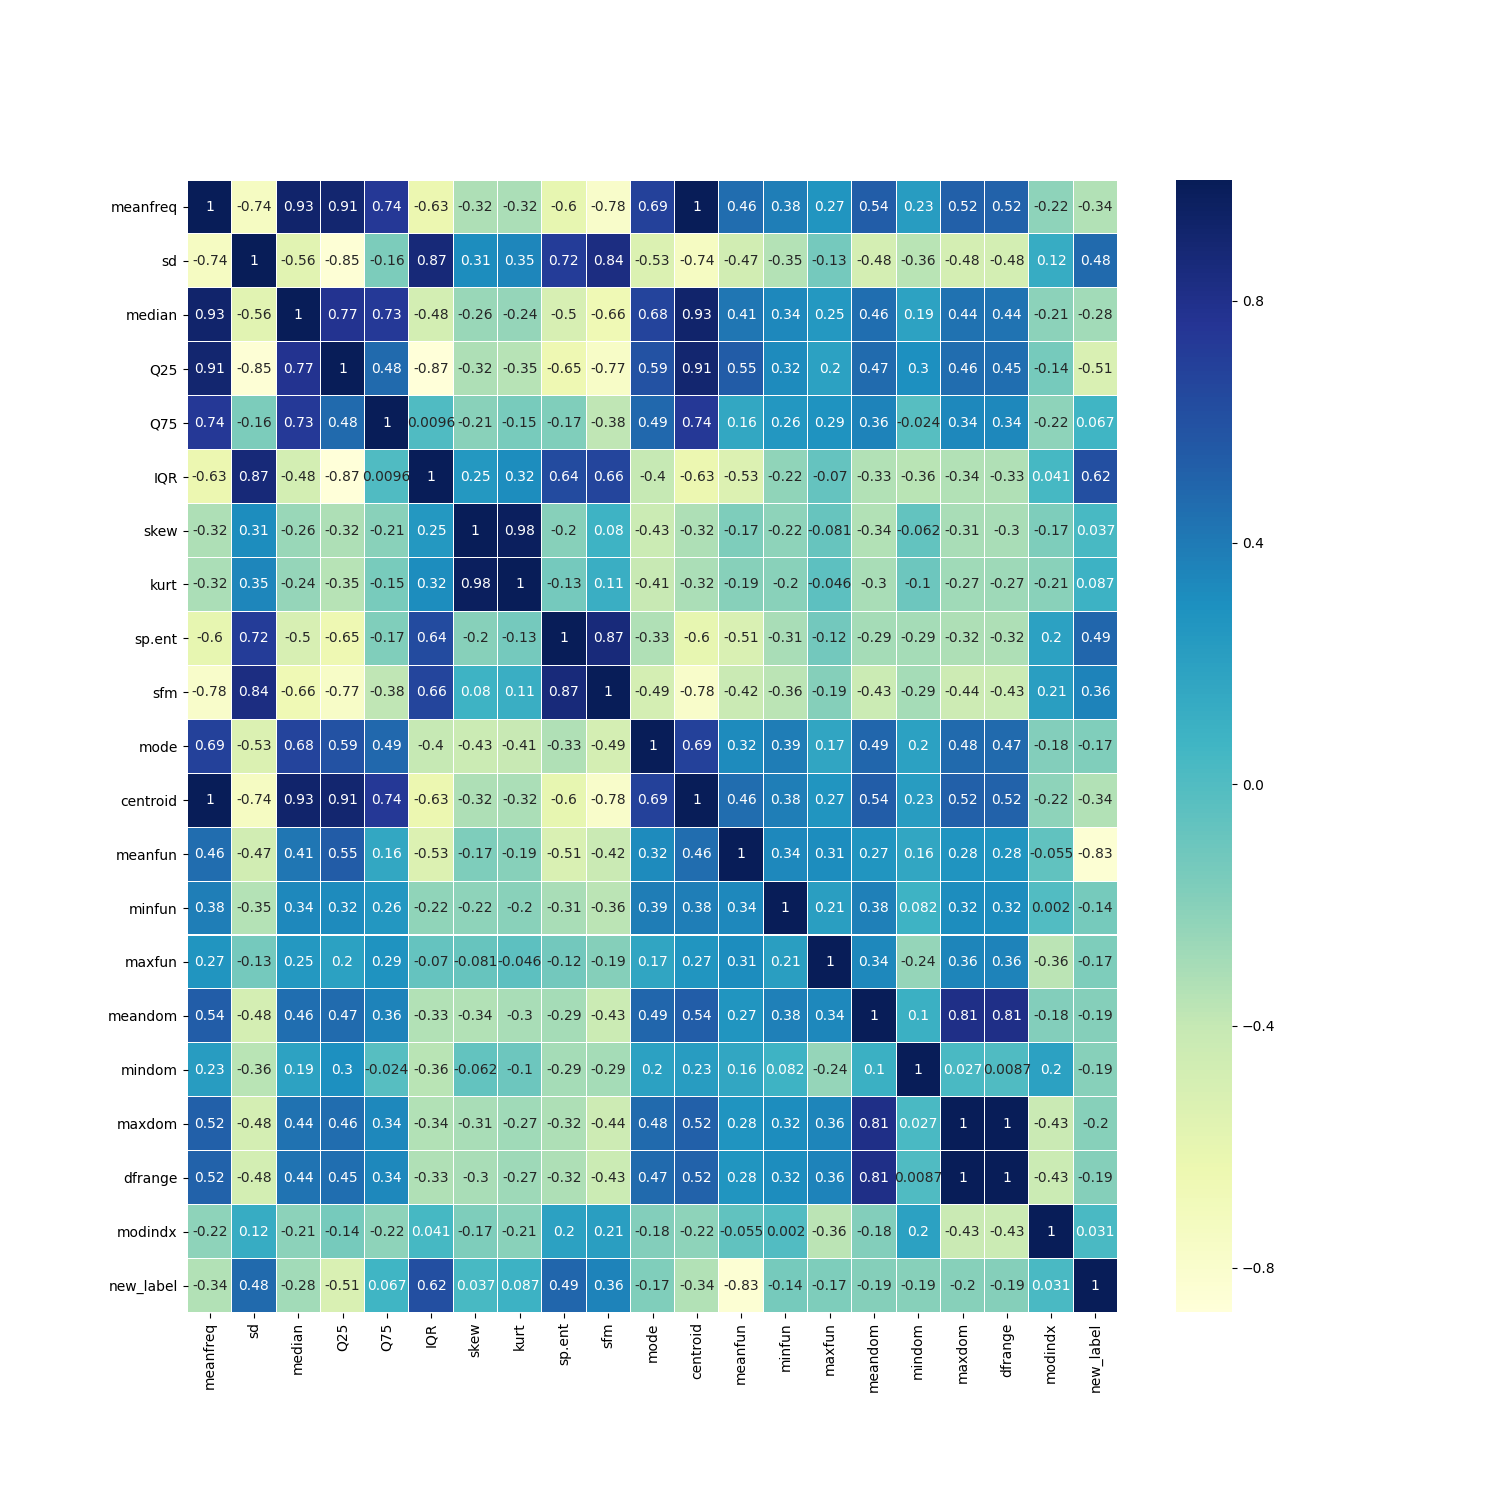 meanfreq 1 -0.74 0.93 0.91 0.74 -0.63 -0.32 -0.32 -0.6 -0.78 0.69 1 0.46 0.38 0.27 0.54 0.23 0.52 0.52 -0.22 -0.34
sd -0.74 1 -0.56 -0.85 -0.16 0.87 0.31 0.35 0.72 0.84 -0.53 -0.74 -0.47 -0.35 -0.13 -0.48 -0.36 -0.48 -0.48 0.12 0.48
median 0.93 -0.56 1 0.77 0.73 -0.48 -0.26 -0.24 -0.5 -0.66 0.68 0.93 0.41 0.34 0.25 0.46 0.19 0.44 0.44 -0.21 -0.28
Q25 0.91 -0.85 0.77 1 0.48 -0.87 -0.32 -0.35 -0.65 -0.77 0.59 0.91 0.55 0.32 0.2 0.47 0.3 0.46 0.45 -0.14 -0.51
Q75 0.74 -0.16 0.73 0.48 1 0.0096 -0.21 -0.15 -0.17 -0.38 0.49 0.74 0.16 0.26 0.29 0.36 -0.024 0.34 0.34 -0.22 0.067
IQR -0.63 0.87 -0.48 -0.87 0.0096 1 0.25 0.32 0.64 0.66 -0.4 -0.63 -0.53 -0.22 -0.07 -0.33 -0.36 -0.34 -0.33 0.041 0.62
skew -0.32 0.31 -0.26 -0.32 -0.21 0.25 1 0.98 -0.2 0.08 -0.43 -0.32 -0.17 -0.22 -0.081 -0.34 -0.062 -0.31 -0.3 -0.17 0.037
kurt -0.32 0.35 -0.24 -0.35 -0.15 0.32 0.98 1 -0.13 0.11 -0.41 -0.32 -0.19 -0.2 -0.046 -0.3 -0.1 -0.27 -0.27 -0.21 0.087
sp.ent -0.6 0.72 -0.5 -0.65 -0.17 0.64 -0.2 -0.13 1 0.87 -0.33 -0.6 -0.51 -0.31 -0.12 -0.29 -0.29 -0.32 -0.32 0.2 0.49
sfm -0.78 0.84 -0.66 -0.77 -0.38 0.66 0.08 0.11 0.87 1 -0.49 -0.78 -0.42 -0.36 -0.19 -0.43 -0.29 -0.44 -0.43 0.21 0.36
mode 0.69 -0.53 0.68 0.59 0.49 -0.4 -0.43 -0.41 -0.33 -0.49 1 0.69 0.32 0.39 0.17 0.49 0.2 0.48 0.47 -0.18 -0.17
centroid 1 -0.74 0.93 0.91 0.74 -0.63 -0.32 -0.32 -0.6 -0.78 0.69 1 0.46 0.38 0.27 0.54 0.23 0.52 0.52 -0.22 -0.34
meanfun 0.46 -0.47 0.41 0.55 0.16 -0.53 -0.17 -0.19 -0.51 -0.42 0.32 0.46 1 0.34 0.31 0.27 0.16 0.28 0.28 -0.055 -0.83
minfun 0.38 -0.35 0.34 0.32 0.26 -0.22 -0.22 -0.2 -0.31 -0.36 0.39 0.38 0.34 1 0.21 0.38 0.082 0.32 0.32 0.002 -0.14
maxfun 0.27 -0.13 0.25 0.2 0.29 -0.07 -0.081 -0.046 -0.12 -0.19 0.17 0.27 0.31 0.21 1 0.34 -0.24 0.36 0.36 -0.36 -0.17
meandom 0.54 -0.48 0.46 0.47 0.36 -0.33 -0.34 -0.3 -0.29 -0.43 0.49 0.54 0.27 0.38 0.34 1 0.1 0.81 0.81 -0.18 -0.19
mindom 0.23 -0.36 0.19 0.3 -0.024 -0.36 -0.062 -0.1 -0.29 -0.29 0.2 0.23 0.16 0.082 -0.24 0.1 1 0.027 0.0087 0.2 -0.19
maxdom 0.52 -0.48 0.44 0.46 0.34 -0.34 -0.31 -0.27 -0.32 -0.44 0.48 0.52 0.28 0.32 0.36 0.81 0.027 1 1 -0.43 -0.2
dfrange 0.52 -0.48 0.44 0.45 0.34 -0.33 -0.3 -0.27 -0.32 -0.43 0.47 0.52 0.28 0.32 0.36 0.81 0.0087 1 1 -0.43 -0.19
modindx -0.22 0.12 -0.21 -0.14 -0.22 0.041 -0.17 -0.21 0.2 0.21 -0.18 -0.22 -0.055 0.002 -0.36 -0.18 0.2 -0.43 -0.43 1 0.031
new_label -0.34 0.48 -0.28 -0.51 0.067 0.62 0.037 0.087 0.49 0.36 -0.17 -0.34 -0.83 -0.14 -0.17 -0.19 -0.19 -0.2 -0.19 0.031 1
meanfreq sd median Q25 Q75 IQR skew kurt sp.ent sfm mode centroid meanfun minfun maxfun meandom mindom maxdom dfrange modindx new_label
0.8
0.4
0.0
−0.4
−0.8